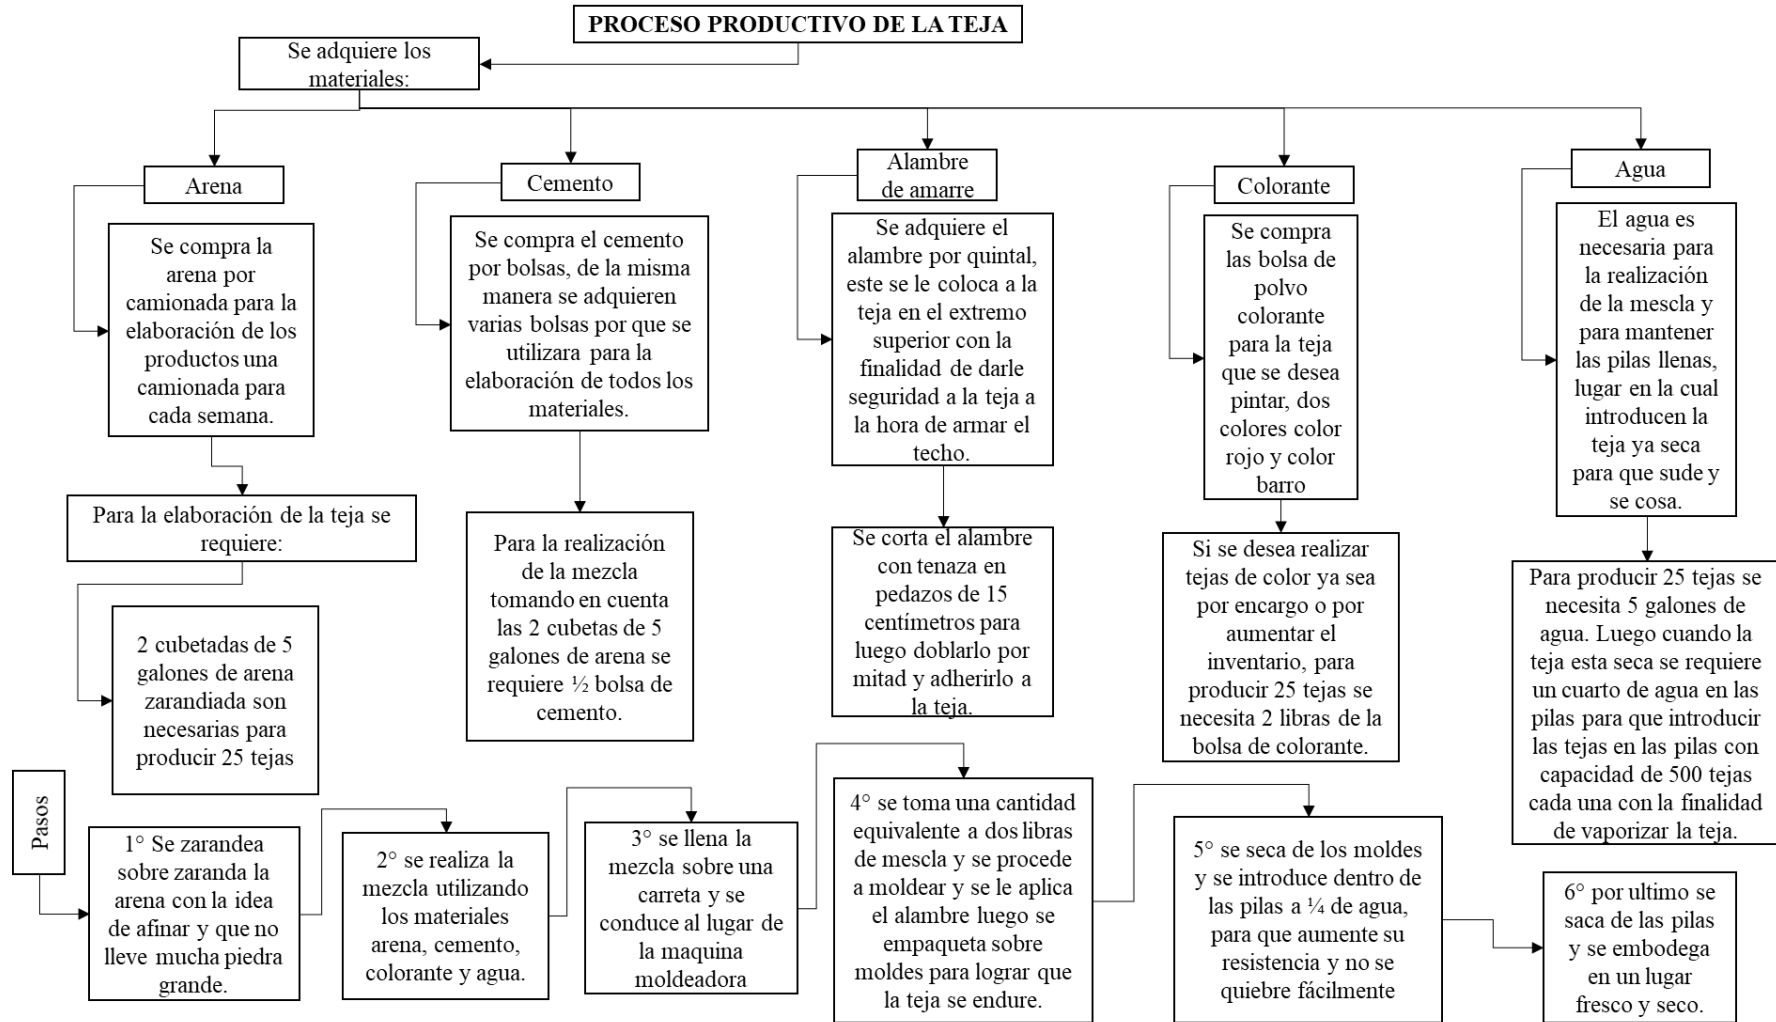 PROCESO PRODUCTIVO DE LA TEJA
Se adquiere los
materiales:
Arena
Cemento
Alambre
de amarre
Colorante
Agua
Se compra la
arena por
camionada para la
elaboración de los
productos una
camionada para
cada semana.
Se compra el cemento
por bolsas, de la misma
manera se adquieren
varias bolsas por que se
utilizara para la
elaboración de todos los
materiales.
Se adquiere el
alambre por quintal,
este se le coloca a la
teja en el extremo
superior con la
finalidad de darle
seguridad a la teja a
la hora de armar el
techo.
Se compra
las bolsa de
polvo
colorante
para la teja
que se desea
pintar, dos
colores color
rojo y color
barro
El agua es
necesaria para
la realización
de la mescla y
para mantener
las pilas llenas,
lugar en la cual
introducen la
teja ya seca
para que sude y
se cosa.
Para la elaboración de la teja se
requiere:
2 cubetadas de 5
galones de arena
zarandiada son
necesarias para
producir 25 tejas
Para la realización
de la mezcla
tomando en cuenta
las 2 cubetas de 5
galones de arena se
requiere ½ bolsa de
cemento.
Se corta el alambre
con tenaza en
pedazos de 15
centímetros para
luego doblarlo por
mitad y adherirlo a
la teja.
Si se desea realizar
tejas de color ya sea
por encargo o por
aumentar el
inventario, para
producir 25 tejas se
necesita 2 libras de la
bolsa de colorante.
Para producir 25 tejas se
necesita 5 galones de
agua. Luego cuando la
teja esta seca se requiere
un cuarto de agua en las
pilas para que introducir
las tejas en las pilas con
capacidad de 500 tejas
cada una con la finalidad
de vaporizar la teja.
Pasos
1° Se zarandea
sobre zaranda la
arena con la idea
de afinar y que no
lleve mucha piedra
grande.
2° se realiza la
mezcla utilizando
los materiales
arena, cemento,
colorante y agua.
3° se llena la
mezcla sobre una
carreta y se
conduce al lugar de
la maquina
moldeadora
4° se toma una cantidad
equivalente a dos libras
de mescla y se procede
a moldear y se le aplica
el alambre luego se
empaqueta sobre
moldes para lograr que
la teja se endure.
5° se seca de los moldes
y se introduce dentro de
las pilas a ¼ de agua,
para que aumente su
resistencia y no se
quiebre fácilmente
6° por ultimo se
saca de las pilas
y se embodega
en un lugar
fresco y seco.